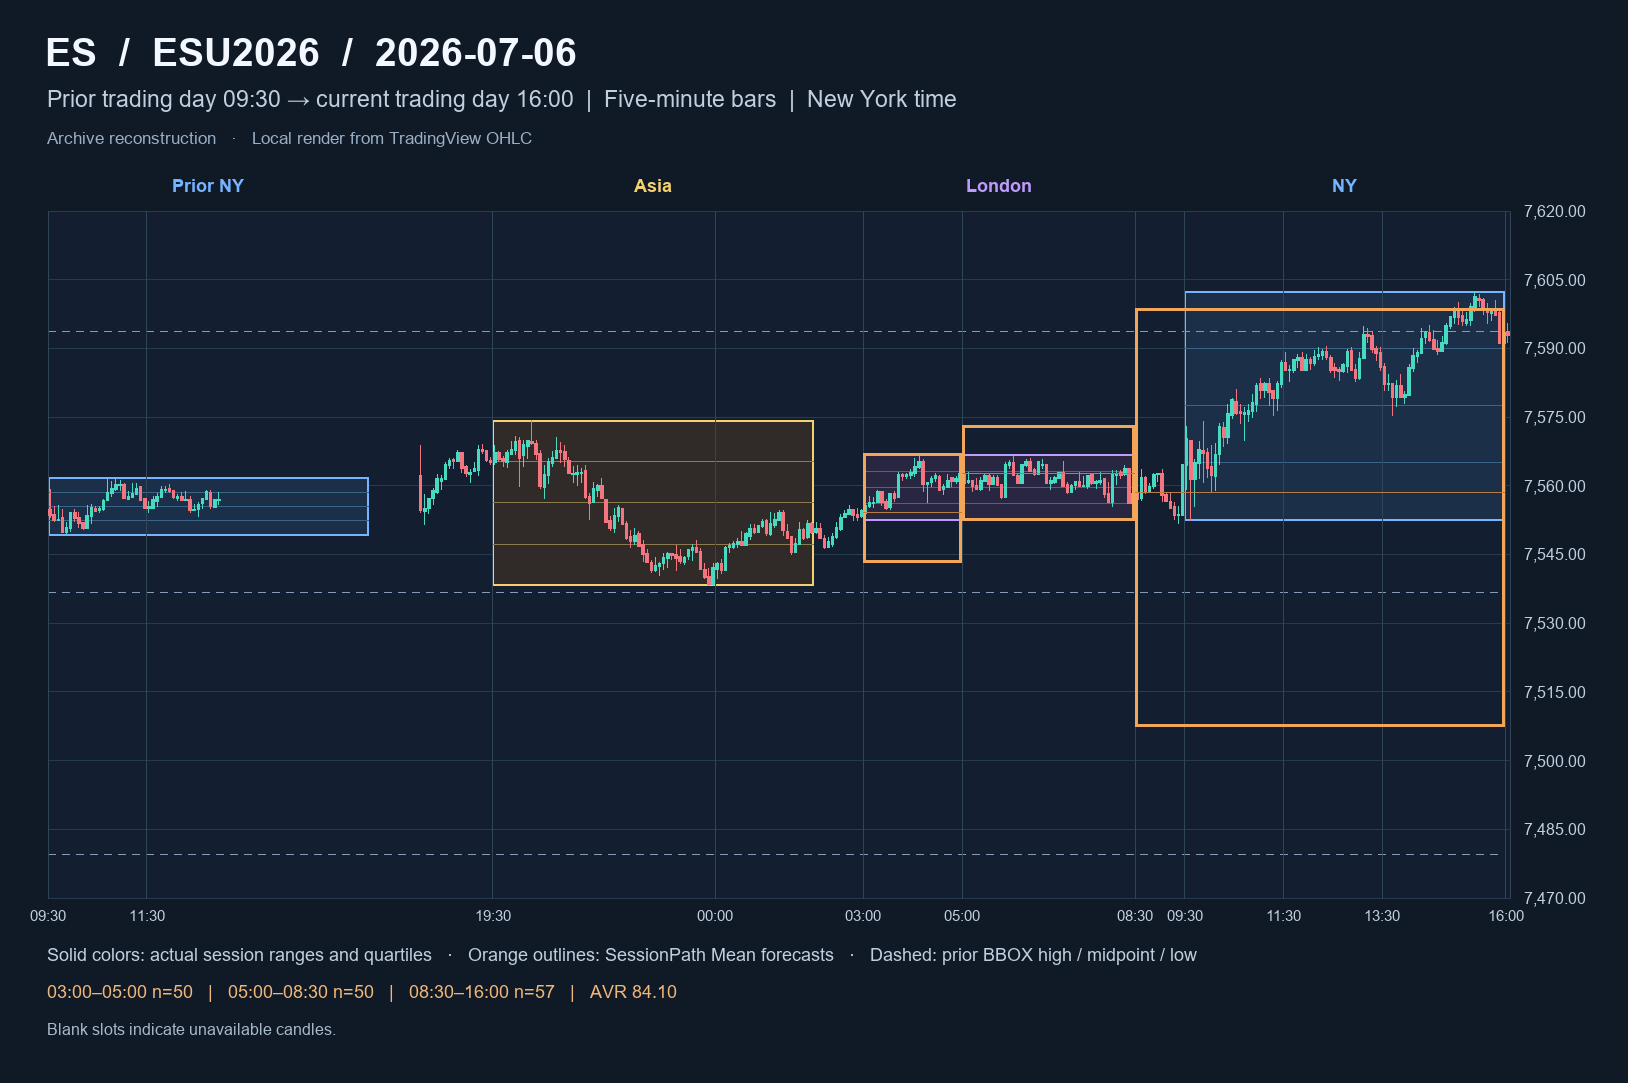 ES / ESU2026 / 2026-07-06
Prior trading day 09:30 → current trading day 16:00 | Five-minute bars | New York time
Archive reconstruction · Local render from TradingView OHLC
Prior NY Asia London NY
7,620.00
7,605.00
7,590.00
7,575.00
7,560.00
7,545.00
7,530.00
7,515.00
7,500.00
7,485.00
7,470.00
09:30 11:30 19:30 00:00 03:00 05:00 08:30 09:30 11:30 13:30 16:00
Solid colors: actual session ranges and quartiles · Orange outlines: SessionPath Mean forecasts · Dashed: prior BBOX high / midpoint / low
03:00–05:00 n=50 | 05:00–08:30 n=50 | 08:30–16:00 n=57 | AVR 84.10
Blank slots indicate unavailable candles.